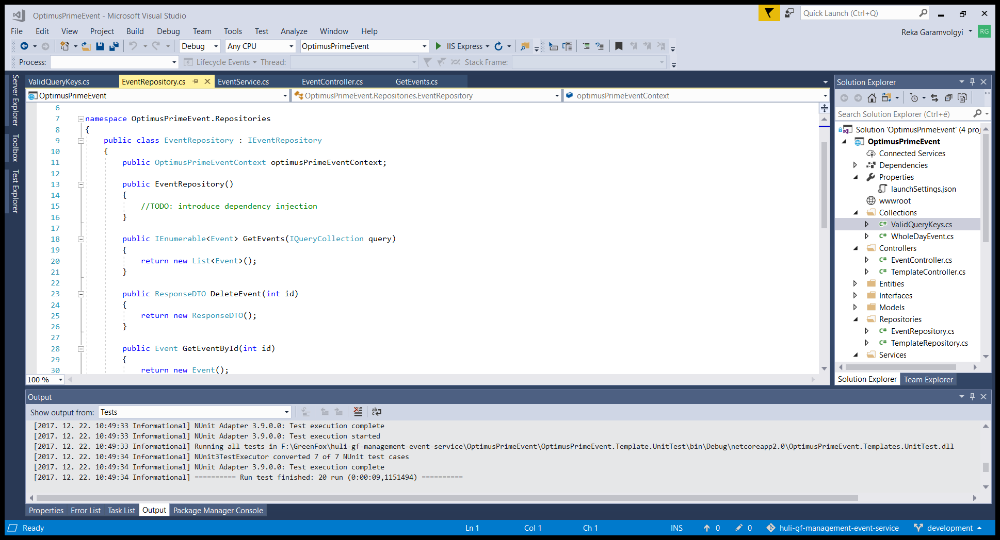 OptimusPrimeEvent - Microsoft Visual Studio
Quick Launch (Ctrl+Q)
File Edit View Project Build Debug Team Tools Test Analyze Window Help
Reka Garamvolgyi RG
Debug Any CPU OptimusPrimeEvent IIS Express
Process: Lifecycle Events Thread: Stack Frame:
Server Explorer
Toolbox
Test Explorer
ValidQueryKeys.cs EventRepository.cs EventService.cs EventController.cs GetEvents.cs
OptimusPrimeEvent OptimusPrimeEvent.Repositories.EventRepository optimusPrimeEventContext
6
7 namespace OptimusPrimeEvent.Repositories
8 {
9 public class EventRepository : IEventRepository
10 {
11 public OptimusPrimeEventContext optimusPrimeEventContext;
12
13 public EventRepository()
14 {
15 //TODO: introduce dependency injection
16 }
17
18 public IEnumerable<Event> GetEvents(IQueryCollection query)
19 {
20 return new List<Event>();
21 }
22
23 public ResponseDTO DeleteEvent(int id)
24 {
25 return new ResponseDTO();
26 }
27
28 public Event GetEventById(int id)
29 {
30 return new Event();
100 %
Solution Explorer
Search Solution Explorer (Ctrl+é)
Solution 'OptimusPrimeEvent' (4 proj
OptimusPrimeEvent
Connected Services
Dependencies
Properties
launchSettings.json
wwwroot
Collections
C# ValidQueryKeys.cs
C# WholeDayEvent.cs
Controllers
C# EventController.cs
C# TemplateController.cs
Entities
Interfaces
Models
Repositories
C# EventRepository.cs
C# TemplateRepository.cs
Services
Solution Explorer Team Explorer
Output
Show output from: Tests
[2017. 12. 22. 10:49:33 Informational] NUnit Adapter 3.9.0.0: Test execution complete
[2017. 12. 22. 10:49:33 Informational] NUnit Adapter 3.9.0.0: Test execution started
[2017. 12. 22. 10:49:33 Informational] Running all tests in F:\GreenFox\huli-gf-management-event-service\OptimusPrimeEvent\OptimusPrimeEvent.Template.UnitTest\bin\Debug\netcoreapp2.0\OptimusPrimeEvent.Templates.UnitTest.dll
[2017. 12. 22. 10:49:34 Informational] NUnit3TestExecutor converted 7 of 7 NUnit test cases
[2017. 12. 22. 10:49:34 Informational] NUnit Adapter 3.9.0.0: Test execution complete
[2017. 12. 22. 10:49:34 Informational] ========== Run test finished: 20 run (0:00:09,1151494) ==========
Properties Error List Task List Output Package Manager Console
Ready Ln 1 Col 1 Ch 1 INS 0 0 huli-gf-management-event-service development